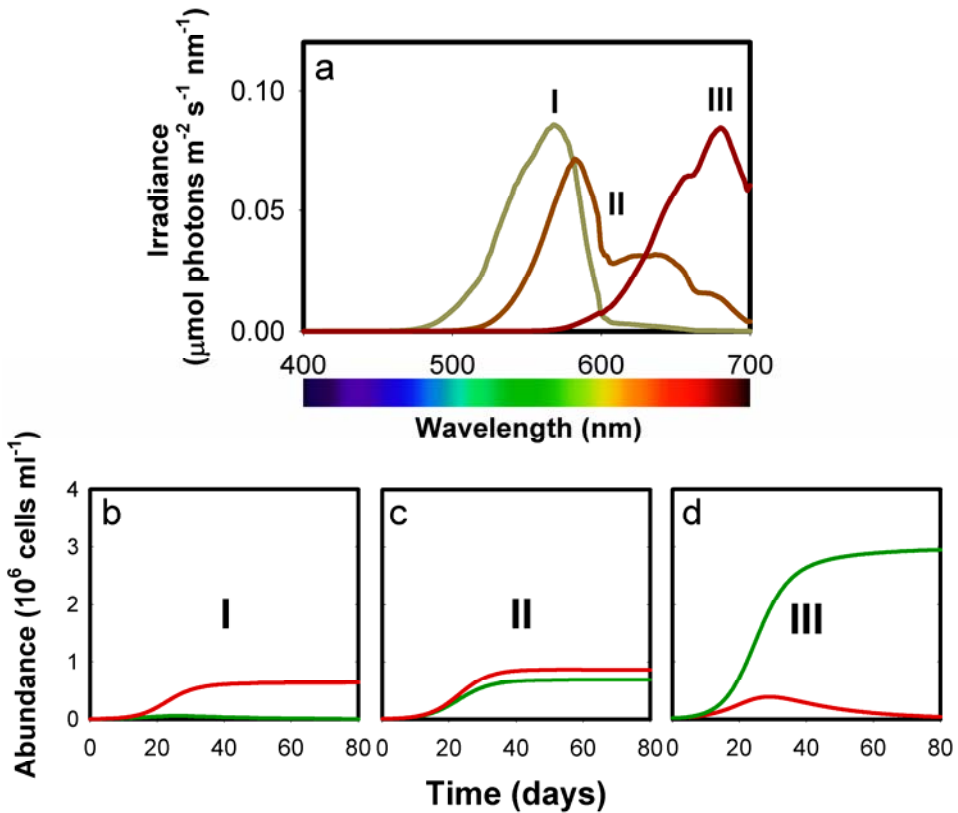 a
I
II
III
Irradiance
(μmol photons m-2 s-1 nm-1)
0.10
0.05
0.00
400 500 600 700
Wavelength (nm)
Abundance (10^6 cells ml-1)
4
3
2
1
0
b
I
c
II
d
III
0 20 40 60 80
0 20 40 60 80
0 20 40 60 80
Time (days)